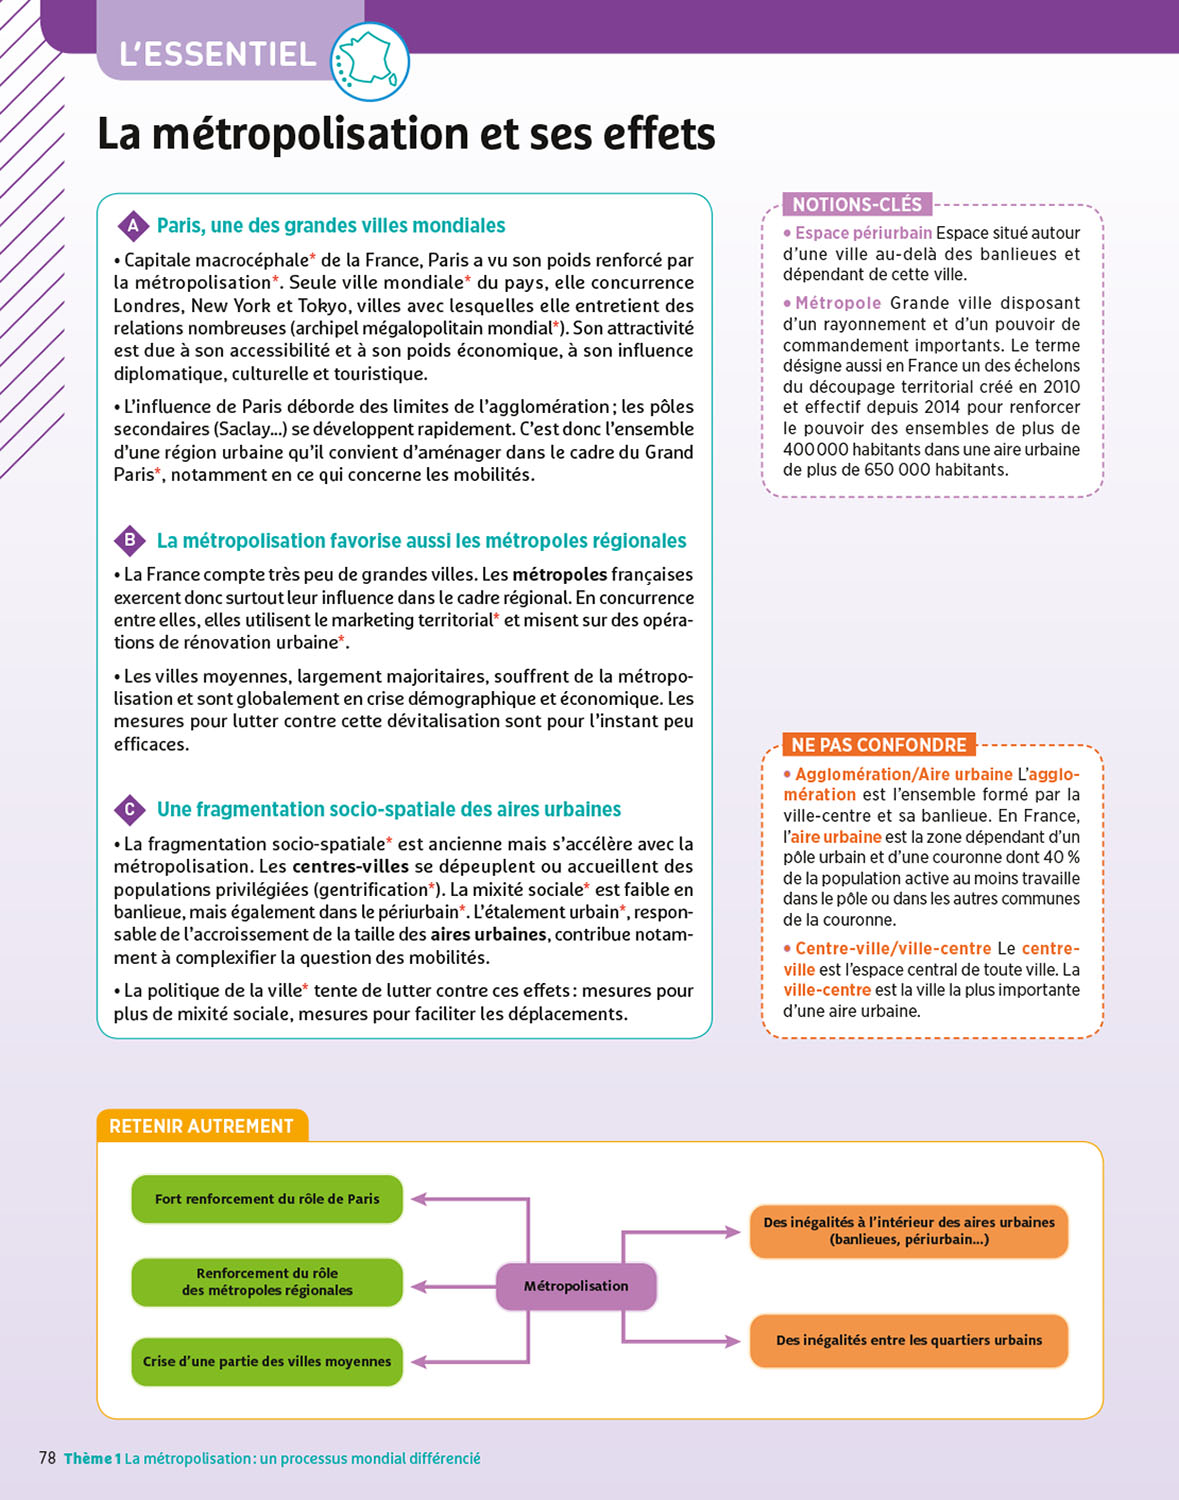 L'ESSENTIEL
La métropolisation et ses effets
A Paris, une des grandes villes mondiales
• Capitale macrocéphale* de la France, Paris a vu son poids renforcé par
la métropolisation*. Seule ville mondiale* du pays, elle concurrence
Londres, New York et Tokyo, villes avec lesquelles elle entretient des
relations nombreuses (archipel mégalopolitain mondial*). Son attractivité
est due à son accessibilité et à son poids économique, à son influence
diplomatique, culturelle et touristique.
• L'influence de Paris déborde des limites de l'agglomération ; les pôles
secondaires (Saclay...) se développent rapidement. C'est donc l'ensemble
d'une région urbaine qu'il convient d'aménager dans le cadre du Grand
Paris*, notamment en ce qui concerne les mobilités.
B La métropolisation favorise aussi les métropoles régionales
• La France compte très peu de grandes villes. Les métropoles françaises
exercent donc surtout leur influence dans le cadre régional. En concurrence
entre elles, elles utilisent le marketing territorial* et misent sur des opéra-
tions de rénovation urbaine*.
• Les villes moyennes, largement majoritaires, souffrent de la métropo-
lisation et sont globalement en crise démographique et économique. Les
mesures pour lutter contre cette dévitalisation sont pour l'instant peu
efficaces.
C Une fragmentation socio-spatiale des aires urbaines
• La fragmentation socio-spatiale* est ancienne mais s'accélère avec la
métropolisation. Les centres-villes se dépeuplent ou accueillent des
populations privilégiées (gentrification*). La mixité sociale* est faible en
banlieue, mais également dans le périurbain*. L'étalement urbain*, respon-
sable de l'accroissement de la taille des aires urbaines, contribue notam-
ment à complexifier la question des mobilités.
• La politique de la ville* tente de lutter contre ces effets : mesures pour
plus de mixité sociale, mesures pour faciliter les déplacements.
NOTIONS-CLÉS
• Espace périurbain Espace situé autour
d'une ville au-delà des banlieues et
dépendant de cette ville.
• Métropole Grande ville disposant
d'un rayonnement et d'un pouvoir de
commandement importants. Le terme
désigne aussi en France un des échelons
du découpage territorial créé en 2010
et effectif depuis 2014 pour renforcer
le pouvoir des ensembles de plus de
400 000 habitants dans une aire urbaine
de plus de 650 000 habitants.
NE PAS CONFONDRE
• Agglomération/Aire urbaine L'agglo-
mération est l'ensemble formé par la
ville-centre et sa banlieue. En France,
l'aire urbaine est la zone dépendant d'un
pôle urbain et d'une couronne dont 40 %
de la population active au moins travaille
dans le pôle ou dans les autres communes
de la couronne.
• Centre-ville/ville-centre Le centre-
ville est l'espace central de toute ville. La
ville-centre est la ville la plus importante
d'une aire urbaine.
RETENIR AUTREMENT
Fort renforcement du rôle de Paris
Renforcement du rôle
des métropoles régionales
Crise d'une partie des villes moyennes
Métropolisation
Des inégalités à l'intérieur des aires urbaines
(banlieues, périurbain...)
Des inégalités entre les quartiers urbains
78 Thème 1 La métropolisation : un processus mondial différencié